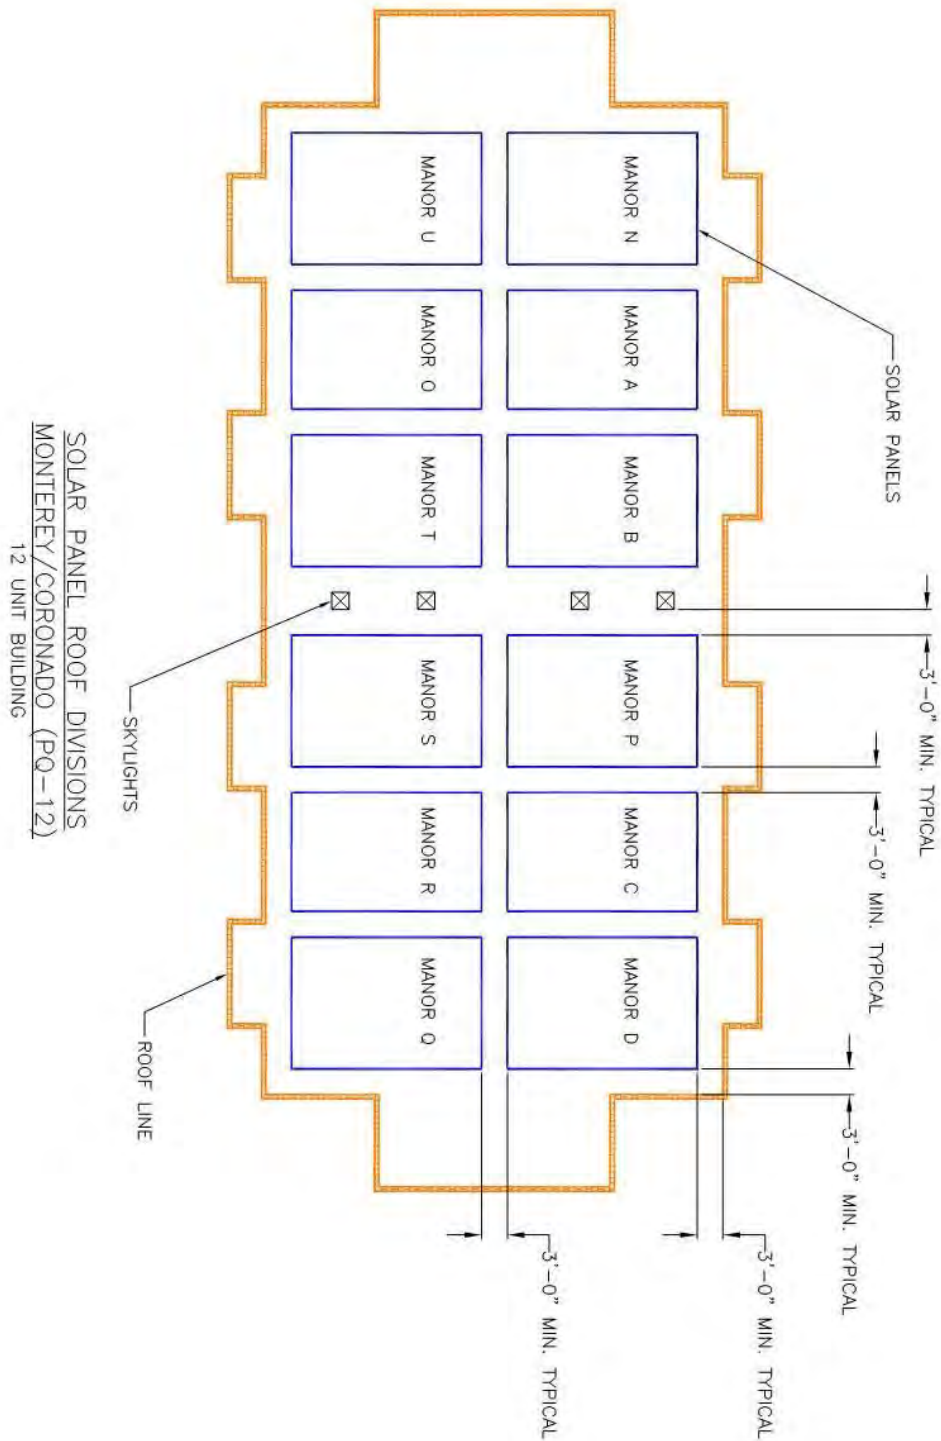 SOLAR PANELS
3'-0" MIN. TYPICAL
3'-0" MIN. TYPICAL
3'-0" MIN. TYPICAL
3'-0" MIN. TYPICAL
3'-0" MIN. TYPICAL
MANOR N
MANOR A
MANOR B
MANOR P
MANOR C
MANOR D
MANOR U
MANOR O
MANOR T
MANOR S
MANOR R
MANOR Q
SKYLIGHTS
ROOF LINE
SOLAR PANEL ROOF DIVISIONS
MONTEREY/CORONADO (PQ-12)
12 UNIT BUILDING